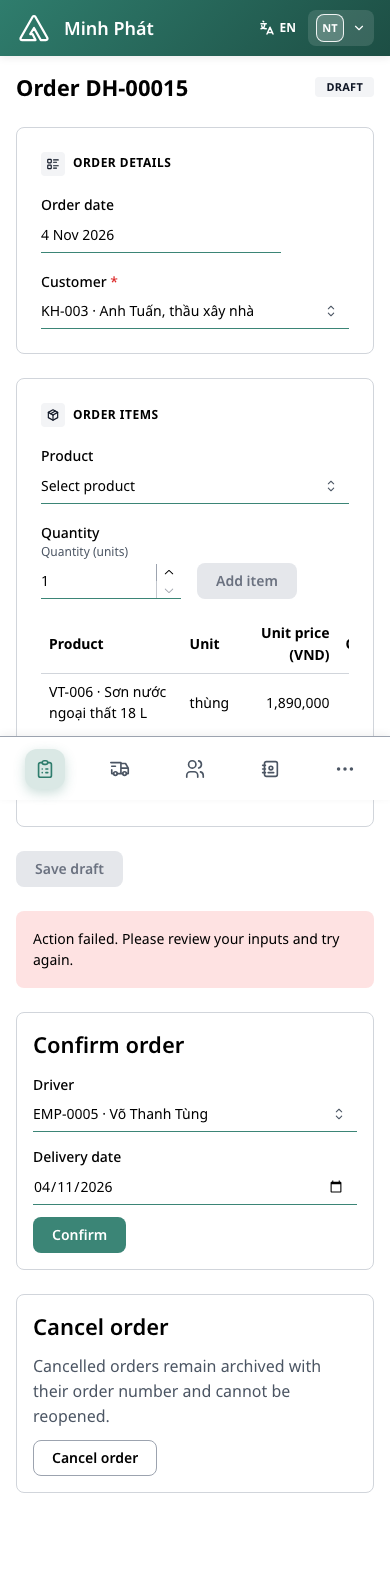 Minh Phát
EN
NT
Order DH-00015
DRAFT
ORDER DETAILS
Order date
4 Nov 2026
Customer *
KH-003 · Anh Tuấn, thầu xây nhà
ORDER ITEMS
Product
Select product
Quantity
Quantity (units)
1
Add item
Product Unit Unit price (VND)
VT-006 · Sơn nước ngoại thất 18 L thùng 1,890,000
Save draft
Action failed. Please review your inputs and try
again.
Confirm order
Driver
EMP-0005 · Võ Thanh Tùng
Delivery date
04/11/2026
Confirm
Cancel order
Cancelled orders remain archived with
their order number and cannot be
reopened.
Cancel order